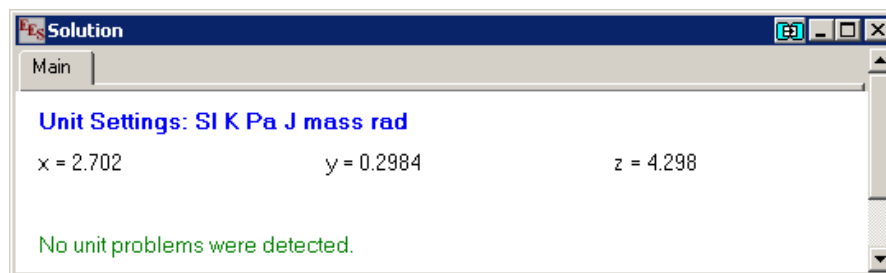 EES Solution
Main
Unit Settings: SI K Pa J mass rad
x = 2.702 y = 0.2984 z = 4.298
No unit problems were detected.